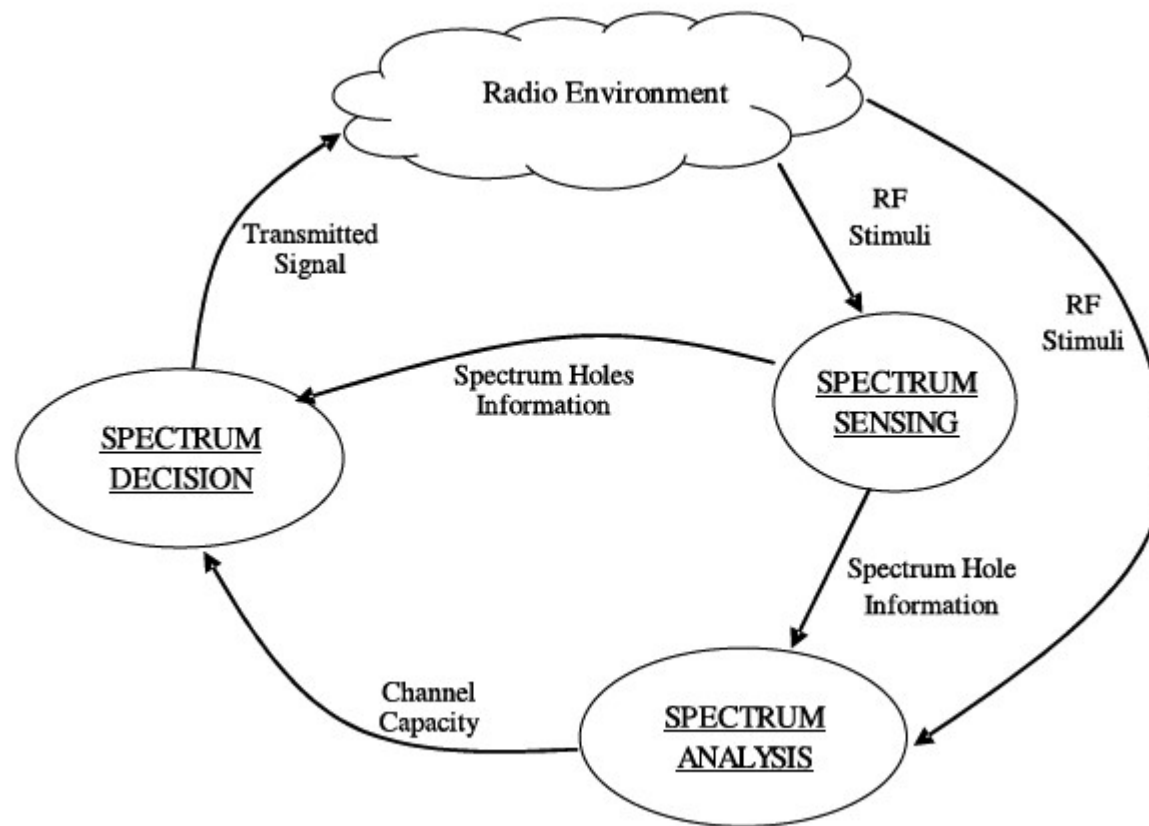 Radio Environment
RF
Stimuli
Transmitted
Signal
RF
Stimuli
Spectrum Holes
Information
SPECTRUM
SENSING
SPECTRUM
DECISION
Spectrum Hole
Information
Channel
Capacity
SPECTRUM
ANALYSIS